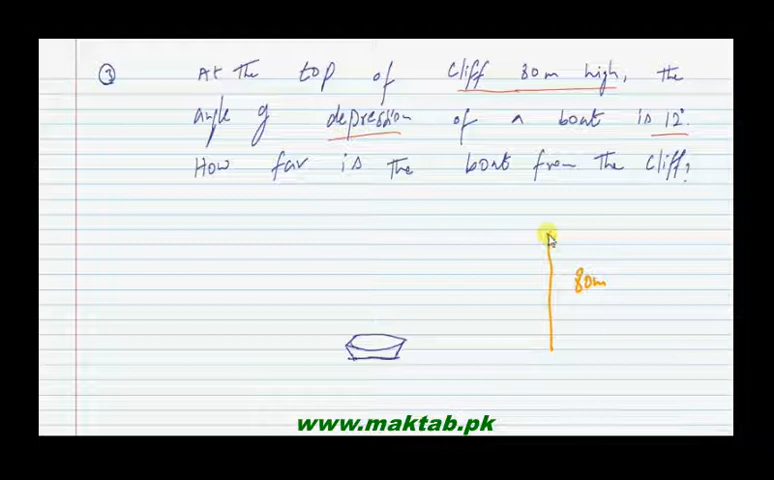 ③ At the top of cliff 80m high, the
angle of depression of a boat is 12°.
How far is the boat from the cliff?
80m
www.maktab.pk